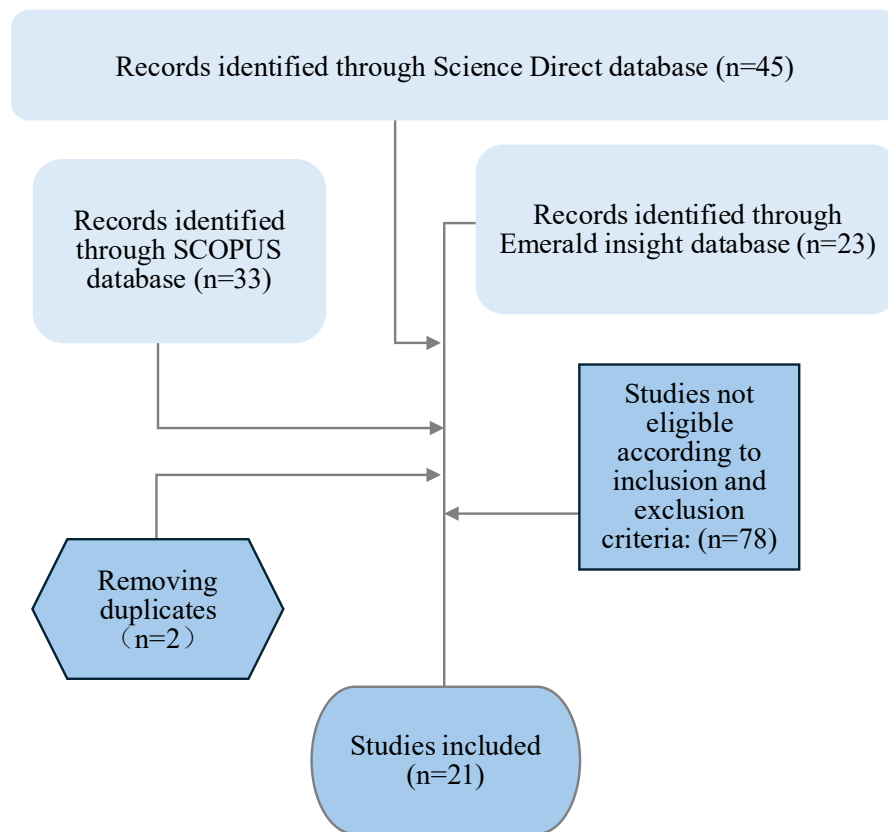 Records identified through Science Direct database (n=45)
Records identified
through SCOPUS
database (n=33)
Records identified through
Emerald insight database (n=23)
Studies not
eligible
according to
inclusion and
exclusion
criteria: (n=78)
Removing
duplicates
（n=2）
Studies included
(n=21)